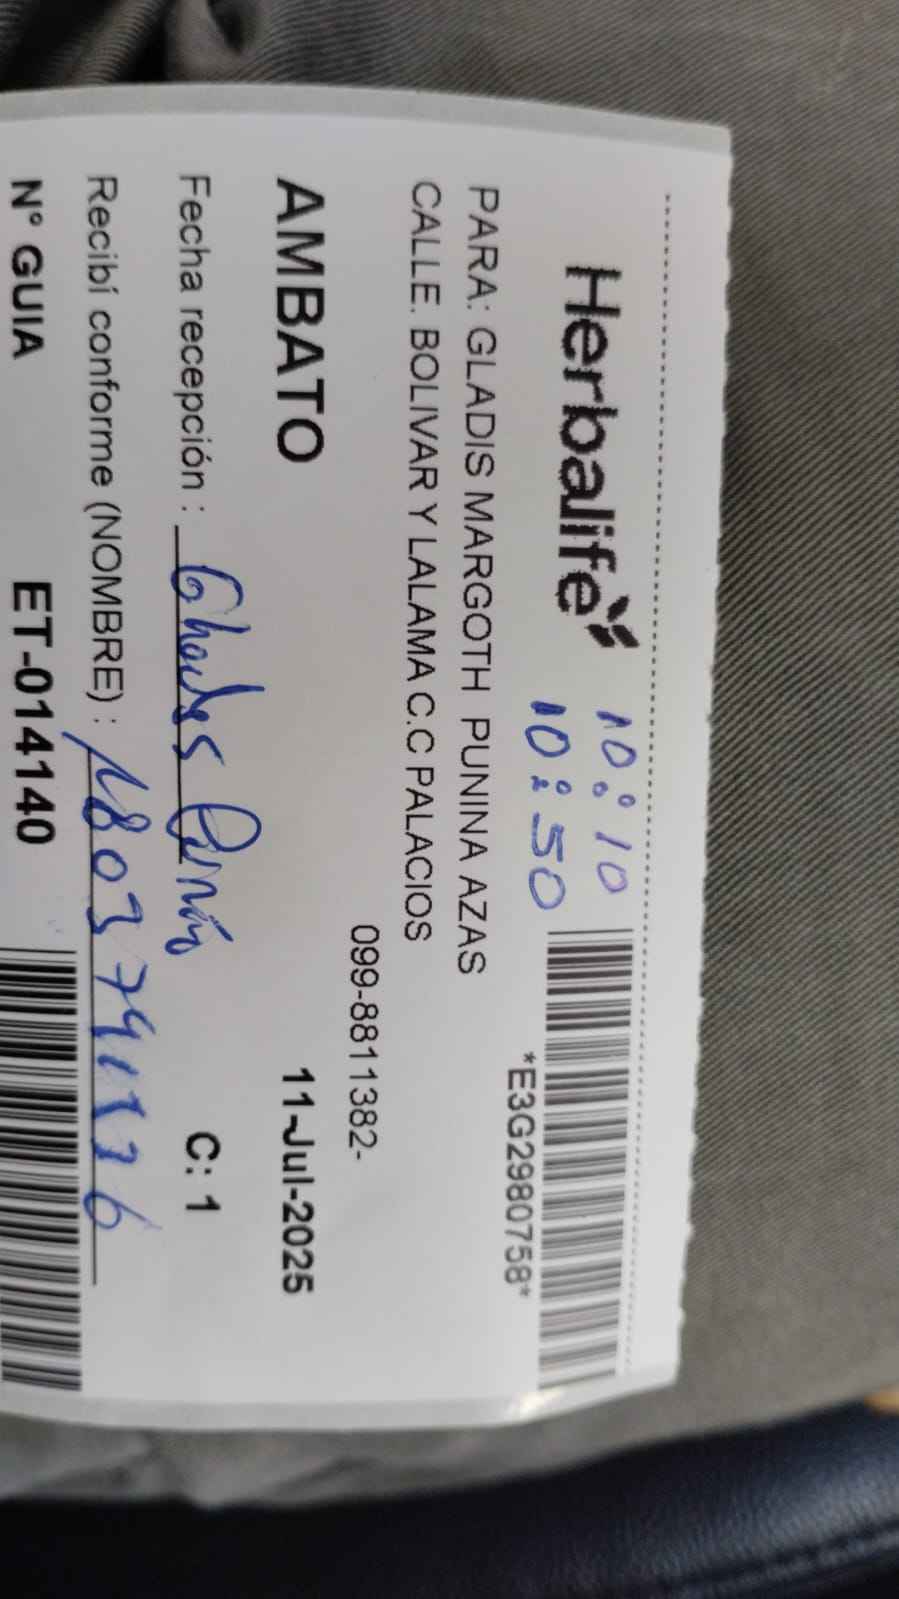 Herbalife
10:10
10:50
*E3G2980758*
PARA: GLADIS MARGOTH PUNINA AZAS
CALLE. BOLIVAR Y LALAMA C.C PALACIOS
099-8811382-
AMBATO 11-Jul-2025
Fecha recepción : C: 1
Recibí conforme (NOMBRE) :
N° GUIA ET-014140